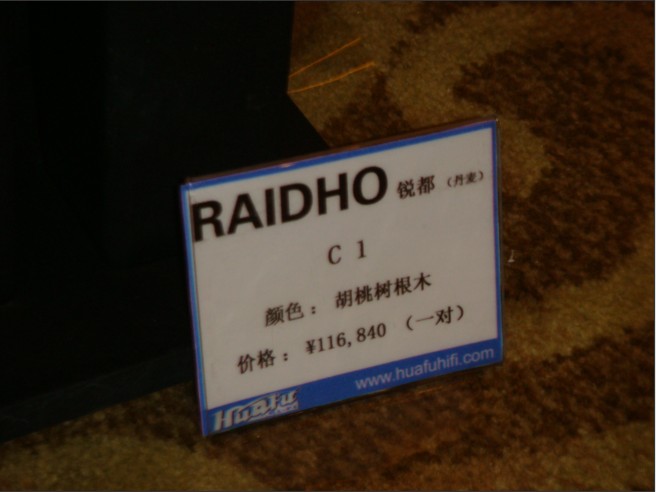 RAIDHO 锐都 （丹麦）
C 1
颜色： 胡桃树根木
价格： ¥116,840 （一对）
Huafu www.huafuhifi.com